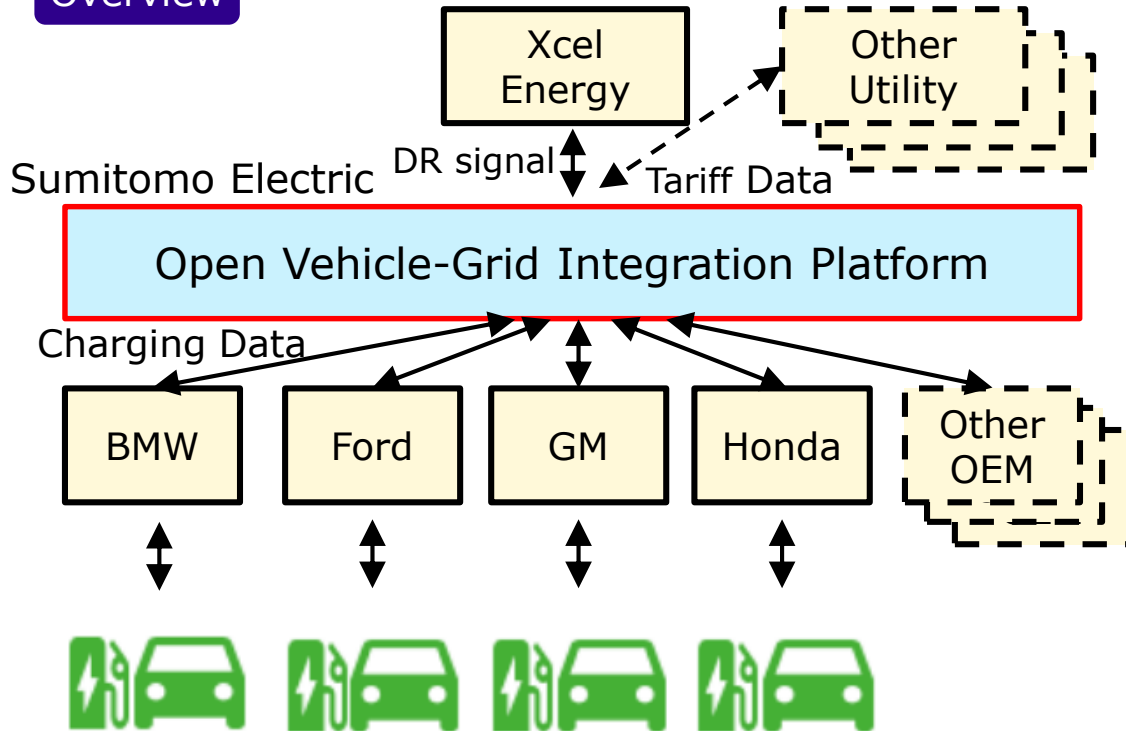 Overview
Xcel
Energy
Other
Utility
DR signal
Sumitomo Electric
Tariff Data
Open Vehicle-Grid Integration Platform
Charging Data
BMW
Ford
GM
Honda
Other
OEM